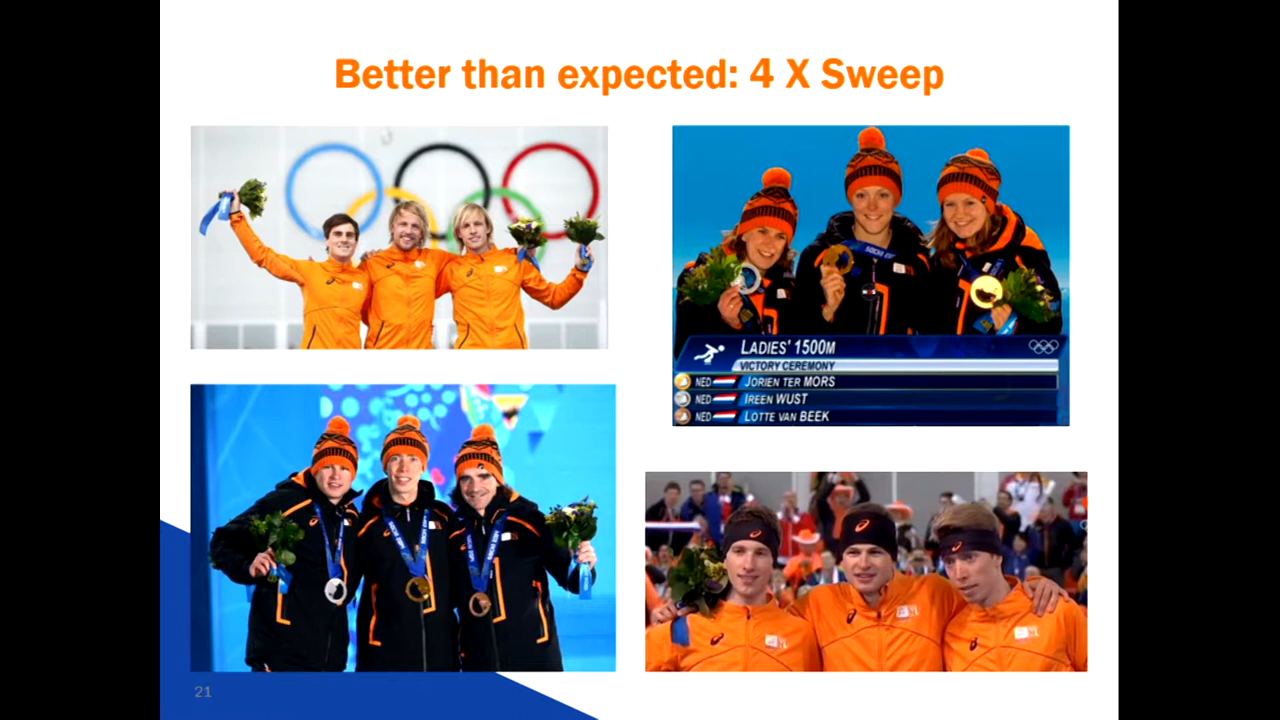 Better than expected: 4 X Sweep
LADIES' 1500M
VICTORY CEREMONY
NED JORIEN TER MORS
NED IREEN WUST
NED LOTTE VAN BEEK
21